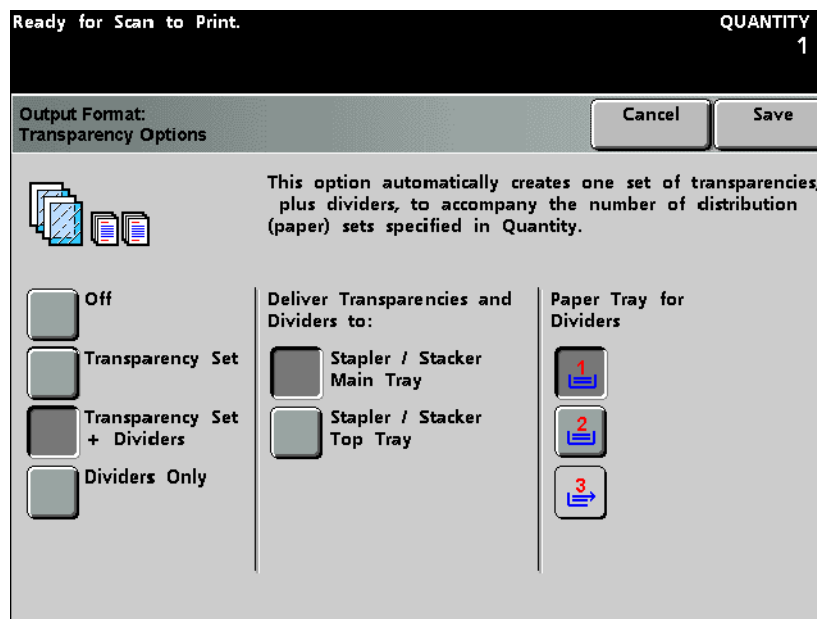 Ready for Scan to Print.
QUANTITY
1
Output Format:
Transparency Options
Cancel
Save
This option automatically creates one set of transparencies,
plus dividers, to accompany the number of distribution
(paper) sets specified in Quantity.
Off
Transparency Set
Transparency Set
+ Dividers
Dividers Only
Deliver Transparencies and
Dividers to:
Stapler / Stacker
Main Tray
Stapler / Stacker
Top Tray
Paper Tray for
Dividers
1
2
3